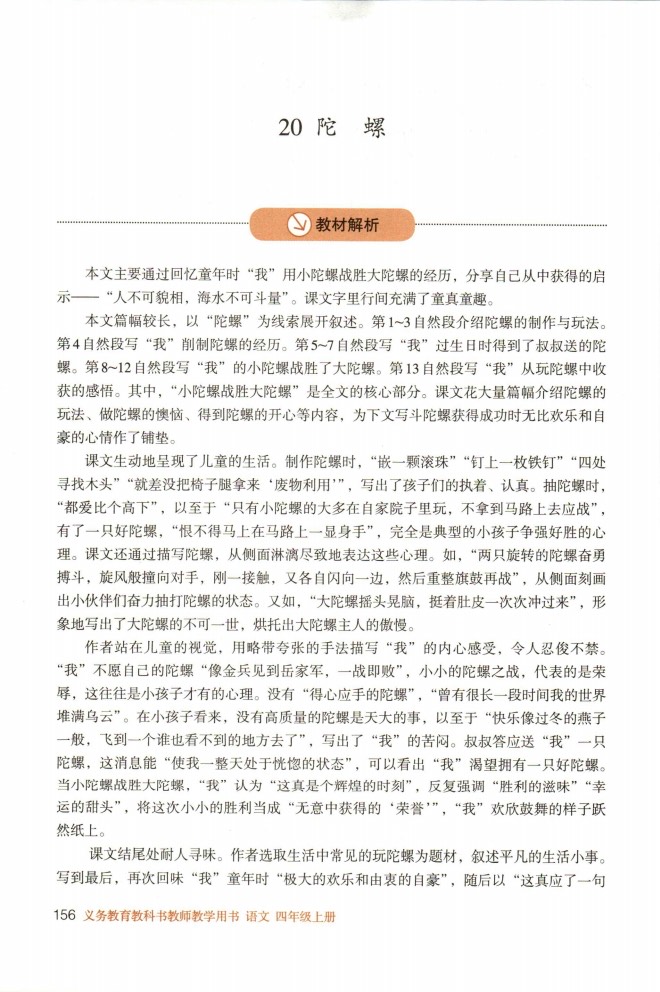 20 陀 螺
教材解析
本文主要通过回忆童年时“我”用小陀螺战胜大陀螺的经历，分享自己从中获得的启
示——“人不可貌相，海水不可斗量”。课文字里行间充满了童真童趣。
本文篇幅较长，以“陀螺”为线索展开叙述。第1~3自然段介绍陀螺的制作与玩法。
第4自然段写“我”削制陀螺的经历。第5~7自然段写“我”过生日时得到了叔叔送的陀
螺。第8~12自然段写“我”的小陀螺战胜了大陀螺。第13自然段写“我”从玩陀螺中收
获的感悟。其中，“小陀螺战胜大陀螺”是全文的核心部分。课文花大量篇幅介绍陀螺的
玩法、做陀螺的懊恼、得到陀螺的开心等内容，为下文写斗陀螺获得成功时无比欢乐和自
豪的心情作了铺垫。
课文生动地呈现了儿童的生活。制作陀螺时，“嵌一颗滚珠”“钉上一枚铁钉”“四处
寻找木头”“就差没把椅子腿拿来‘废物利用’”，写出了孩子们的执着、认真。抽陀螺时，
“都爱比个高下”，以至于“只有小陀螺的大多在自家院子里玩，不拿到马路上去应战”，
有了一只好陀螺，“恨不得马上在马路上一显身手”，完全是典型的小孩子争强好胜的心
理。课文还通过描写陀螺，从侧面淋漓尽致地表达这些心理。如，“两只旋转的陀螺奋勇
搏斗，旋风般撞向对手，刚一接触，又各自闪向一边，然后重整旗鼓再战”，从侧面刻画
出小伙伴们奋力抽打陀螺的状态。又如，“大陀螺摇头晃脑，挺着肚皮一次次冲过来”，形
象地写出了大陀螺的不可一世，烘托出大陀螺主人的傲慢。
作者站在儿童的视觉，用略带夸张的手法描写“我”的内心感受，令人忍俊不禁。
“我”不愿自己的陀螺“像金兵见到岳家军，一战即败”，小小的陀螺之战，代表的是荣
辱，这往往是小孩子才有的心理。没有“得心应手的陀螺”，“曾有很长一段时间我的世界
堆满乌云”。在小孩子看来，没有高质量的陀螺是天大的事，以至于“快乐像过冬的燕子
一般，飞到一个谁也看不到的地方去了”，写出了“我”的苦闷。叔叔答应送“我”一只
陀螺，这消息能“使我一整天处于恍惚的状态”，可以看出“我”渴望拥有一只好陀螺。
当小陀螺战胜大陀螺，“我”认为“这真是个辉煌的时刻”，反复强调“胜利的滋味”“幸
运的甜头”，将这次小小的胜利当成“无意中获得的‘荣誉’”，“我”欢欣鼓舞的样子跃
然纸上。
课文结尾处耐人寻味。作者选取生活中常见的玩陀螺为题材，叙述平凡的生活小事。
写到最后，再次回味“我”童年时“极大的欢乐和由衷的自豪”，随后以“这真应了一句
156 义务教育教科书教师教学用书 语文 四年级上册